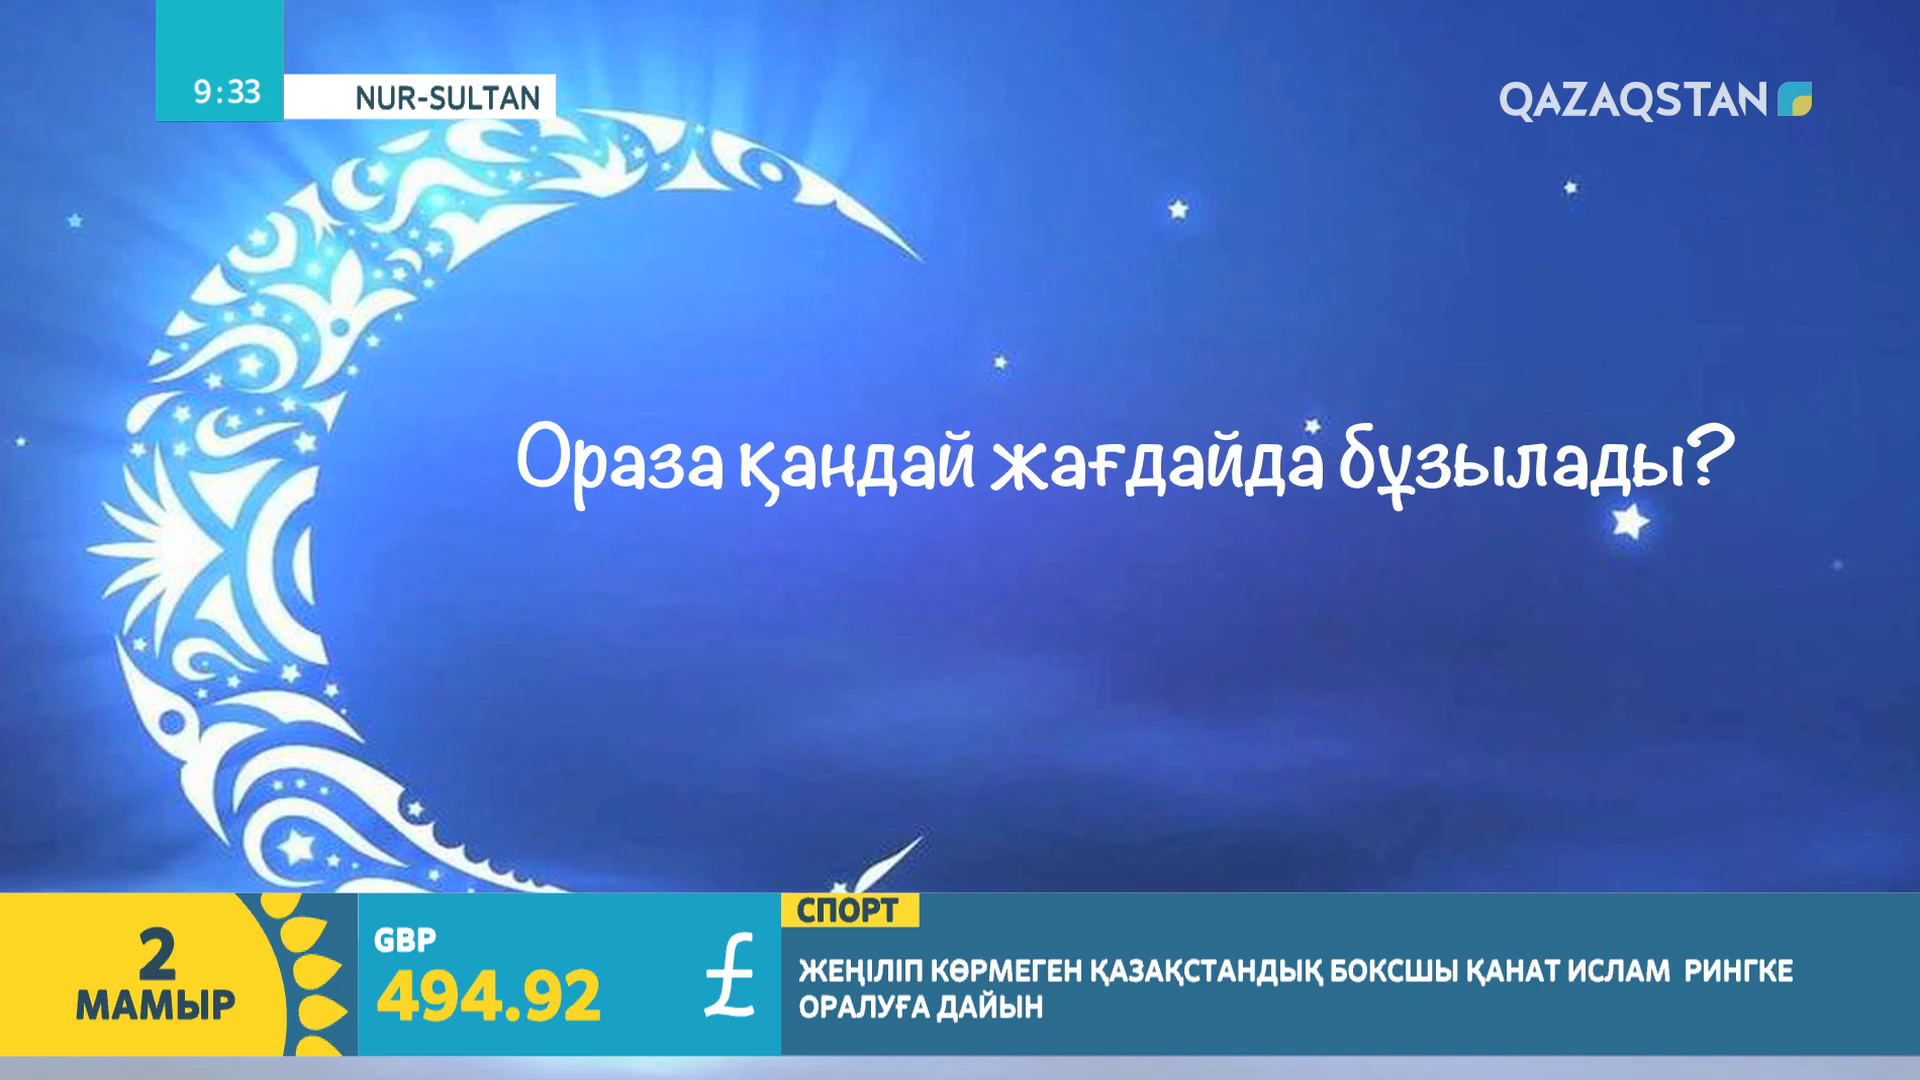 9:33
NUR-SULTAN
QAZAQSTAN
Ораза қандай жағдайда бұзылады?
СПОРТ
2
МАМЫР
GBP
494.92
£
ЖЕҢІЛІП КӨРМЕГЕН ҚАЗАҚСТАНДЫҚ БОКСШЫ ҚАНАТ ИСЛАМ РИНГКЕ
ОРАЛУҒА ДАЙЫН